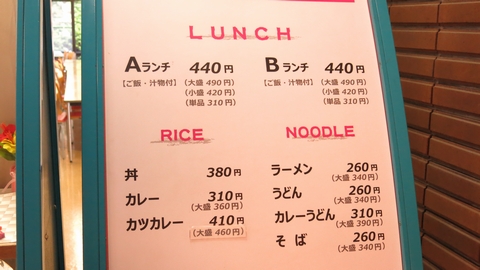 LUNCH
Aランチ 440円
【ご飯・汁物付】(大盛 490円)
(小盛 420円)
(単品 310円)
Bランチ 440円
【ご飯・汁物付】(大盛 490円)
(小盛 420円)
(単品 310円)
RICE
丼 380円
カレー 310円
(大盛 360円)
カツカレー 410円
(大盛 460円)
NOODLE
ラーメン 260円
(大盛 340円)
うどん 260円
(大盛 340円)
カレーうどん 310円
(大盛 390円)
そば 260円
(大盛 340円)